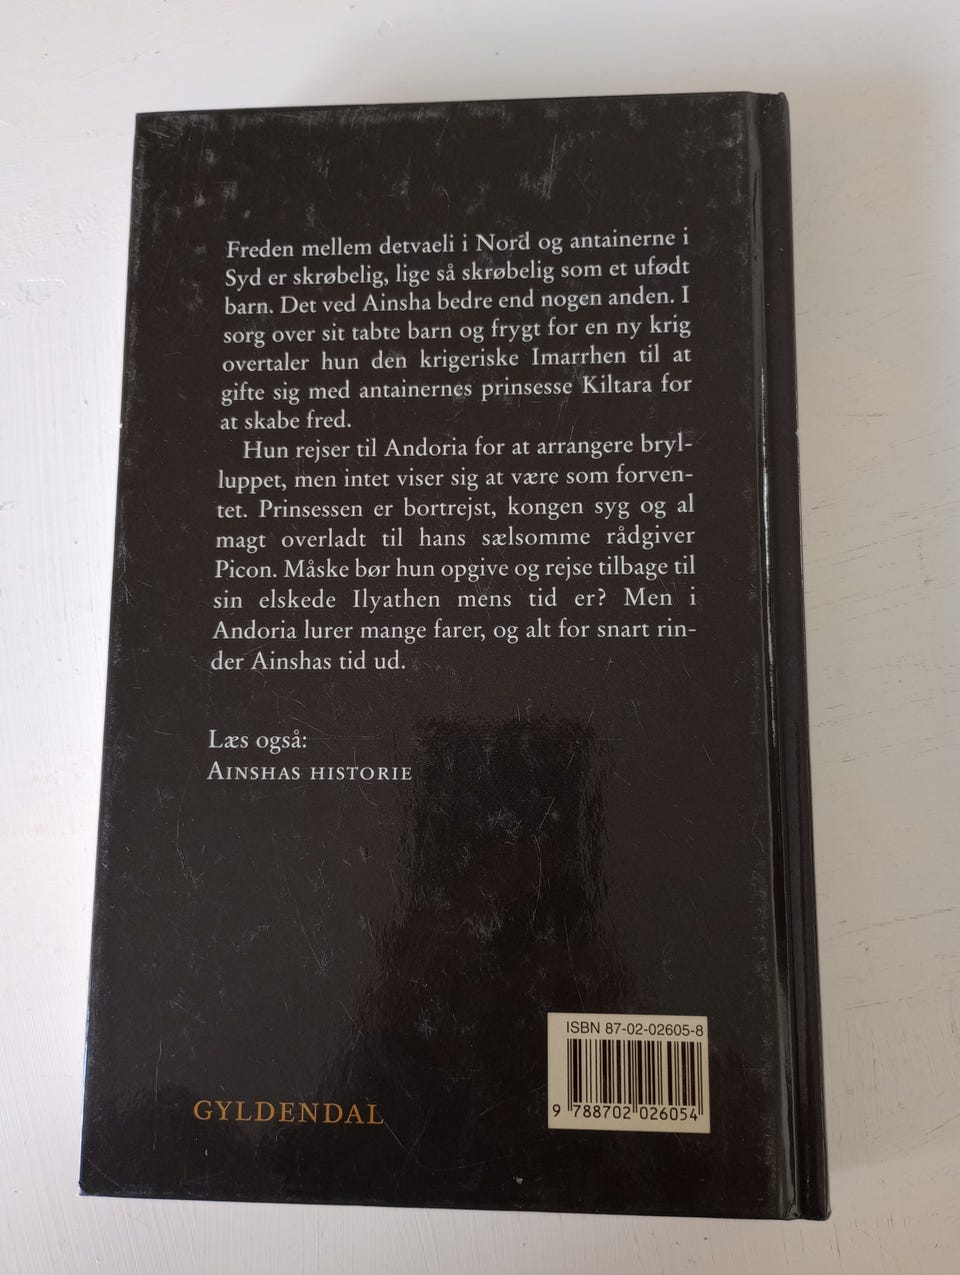 Freden mellem detvaeli i Nord og antainerne i
Syd er skrøbelig, lige så skrøbelig som et ufødt
barn. Det ved Ainsha bedre end nogen anden. I
sorg over sit tabte barn og frygt for en ny krig
overtaler hun den krigeriske Imarrhen til at
gifte sig med antainernes prinsesse Kiltara for
at skabe fred.
Hun rejser til Andoria for at arrangere bryl-
luppet, men intet viser sig at være som forven-
tet. Prinsessen er bortrejst, kongen syg og al
magt overladt til hans sælsomme rådgiver
Picon. Måske bør hun opgive og rejse tilbage til
sin elskede Ilyathen mens tid er? Men i
Andoria lurer mange farer, og alt for snart rin-
der Ainshas tid ud.
Læs også:
AINSHAS HISTORIE
ISBN 87-02-02605-8
9 788702 026054
GYLDENDAL